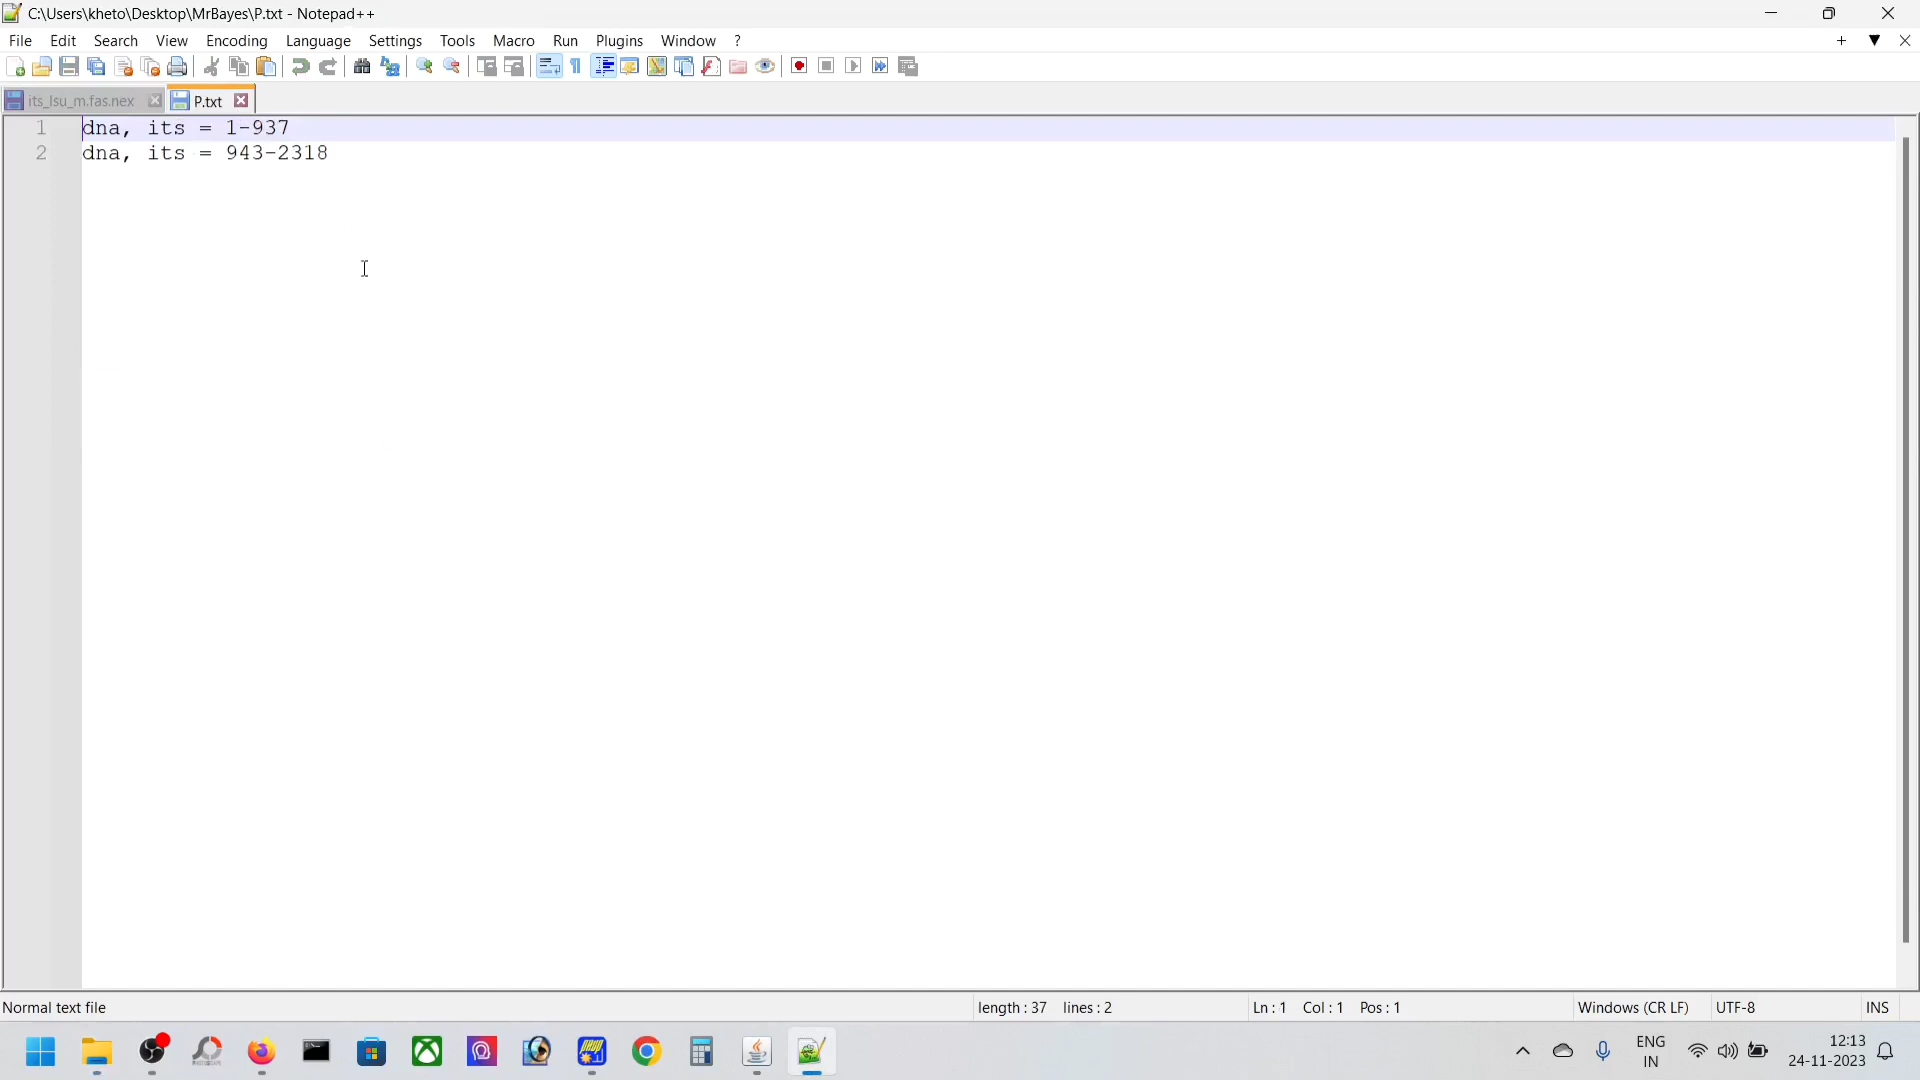 C:\Users\kheto\Desktop\MrBayes\P.txt - Notepad++
File Edit Search View Encoding Language Settings Tools Macro Run Plugins Window ?
its_lsu_m.fas.nex P.txt
1 dna, its = 1-937
2 dna, its = 943-2318
Normal text file length : 37 lines : 2 Ln : 1 Col : 1 Pos : 1 Windows (CR LF) UTF-8 INS
ENG 12:13
IN 24-11-2023